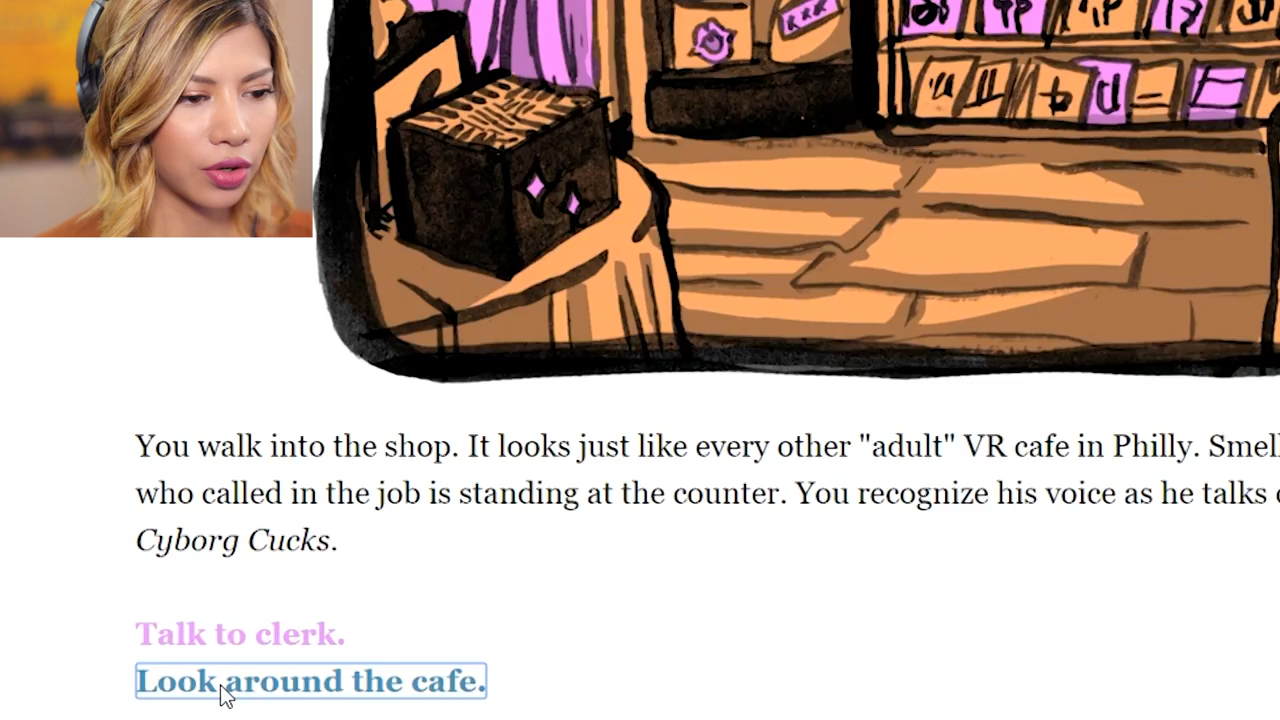 You walk into the shop. It looks just like every other "adult" VR cafe in Philly.
who called in the job is standing at the counter. You recognize his voice as he talks
Cyborg Cucks.
Talk to clerk.
Look around the cafe.